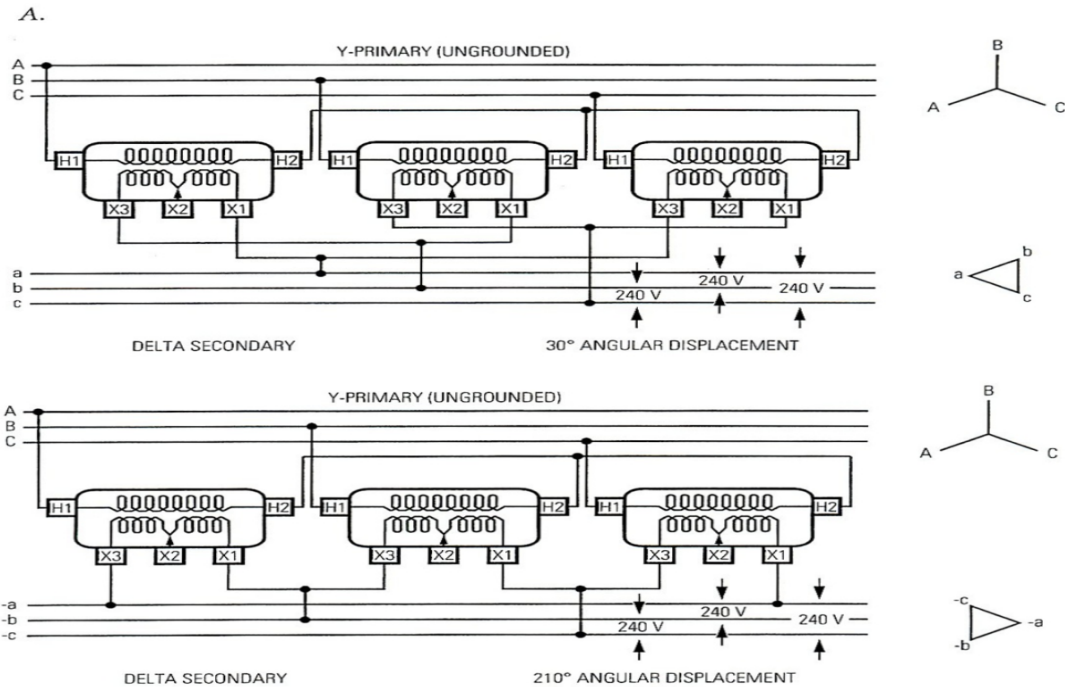 A.
Y-PRIMARY (UNGROUNDED)
A
B
C
H1 H2 H1 H2 H1 H2
X3 X2 X1 X3 X2 X1 X3 X2 X1
a
b
c
240 V 240 V 240 V
DELTA SECONDARY 30° ANGULAR DISPLACEMENT
B
A C
b
a
c
Y-PRIMARY (UNGROUNDED)
A
B
C
H1 H2 H1 H2 H1 H2
X3 X2 X1 X3 X2 X1 X3 X2 X1
-a
-b
-c
240 V 240 V 240 V
DELTA SECONDARY 210° ANGULAR DISPLACEMENT
B
A C
-c
-a
-b